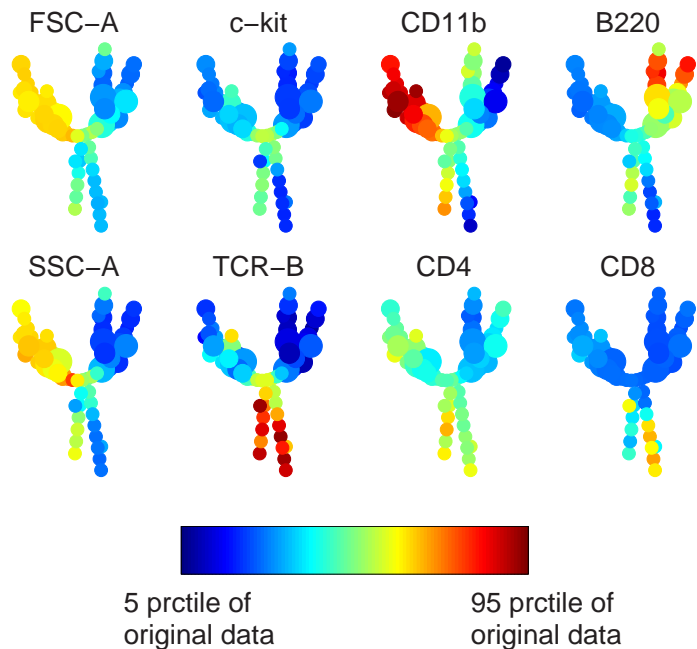 FSC−A c−kit CD11b B220
SSC−A TCR−B CD4 CD8
5 prctile of 95 prctile of
original data original data